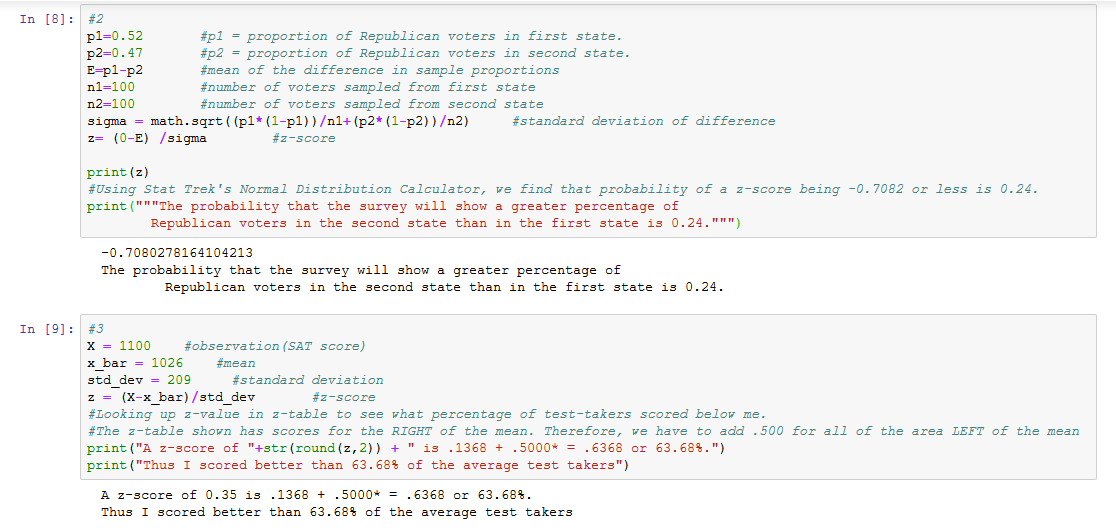 In [8]: #2
p1=0.52 #p1 = proportion of Republican voters in first state.
p2=0.47 #p2 = proportion of Republican voters in second state.
E=p1-p2 #mean of the difference in sample proportions
n1=100 #number of voters sampled from first state
n2=100 #number of voters sampled from second state
sigma = math.sqrt((p1*(1-p1))/n1+(p2*(1-p2))/n2) #standard deviation of difference
z= (0-E) /sigma #z-score
print(z)
#Using Stat Trek's Normal Distribution Calculator, we find that probability of a z-score being -0.7082 or less is 0.24.
print("""The probability that the survey will show a greater percentage of
Republican voters in the second state than in the first state is 0.24.""")
-0.7080278164104213
The probability that the survey will show a greater percentage of
Republican voters in the second state than in the first state is 0.24.
In [9]: #3
X = 1100 #observation(SAT score)
x_bar = 1026 #mean
std_dev = 209 #standard deviation
z = (X-x_bar)/std_dev #z-score
#Looking up z-value in z-table to see what percentage of test-takers scored below me.
#The z-table shown has scores for the RIGHT of the mean. Therefore, we have to add .500 for all of the area LEFT of the mean
print("A z-score of "+str(round(z,2)) + " is .1368 + .5000* = .6368 or 63.68%.")
print("Thus I scored better than 63.68% of the average test takers")
A z-score of 0.35 is .1368 + .5000* = .6368 or 63.68%.
Thus I scored better than 63.68% of the average test takers